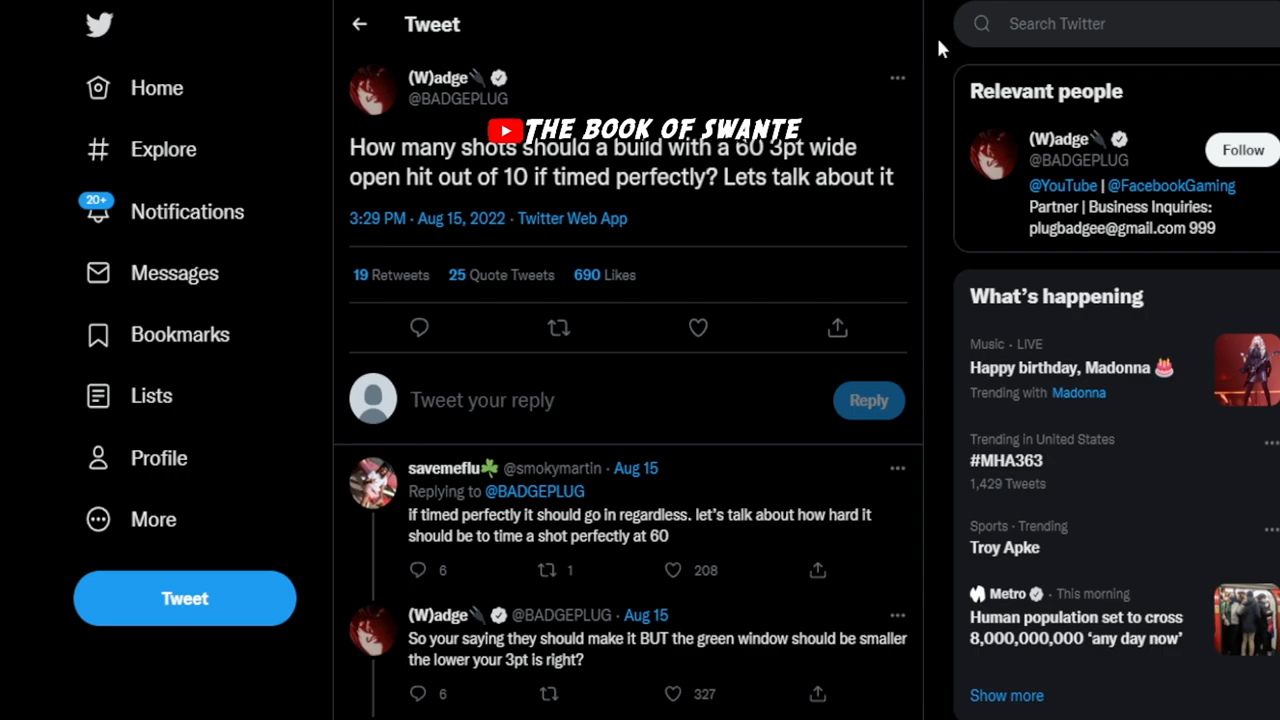 Home
Explore
20+
Notifications
Messages
Bookmarks
Lists
Profile
More
Tweet
Tweet
(W)adge
@BADGEPLUG
THE BOOK OF SWANTE
How many shots should a build with a 60 3pt wide
open hit out of 10 if timed perfectly? Lets talk about it
3:29 PM · Aug 15, 2022 · Twitter Web App
19 Retweets 25 Quote Tweets 690 Likes
Tweet your reply
Reply
savemeflu☘️ @smokymartin · Aug 15
Replying to @BADGEPLUG
If timed perfectly it should go in regardless. let's talk about how hard it
should be to time a shot perfectly at 60
6 1 208
(W)adge @BADGEPLUG · Aug 15
So your saying they should make it BUT the green window should be smaller
the lower your 3pt is right?
6 327
Search Twitter
Relevant people
(W)adge
@BADGEPLUG
Follow
@YouTube | @FacebookGaming
Partner | Business Inquiries:
plugbadgee@gmail.com 999
What's happening
Music · LIVE
Happy birthday, Madonna 🎂
Trending with Madonna
Trending in United States
#MHA363
1,429 Tweets
Sports · Trending
Troy Apke
Metro · This morning
Human population set to cross
8,000,000,000 'any day now'
Show more